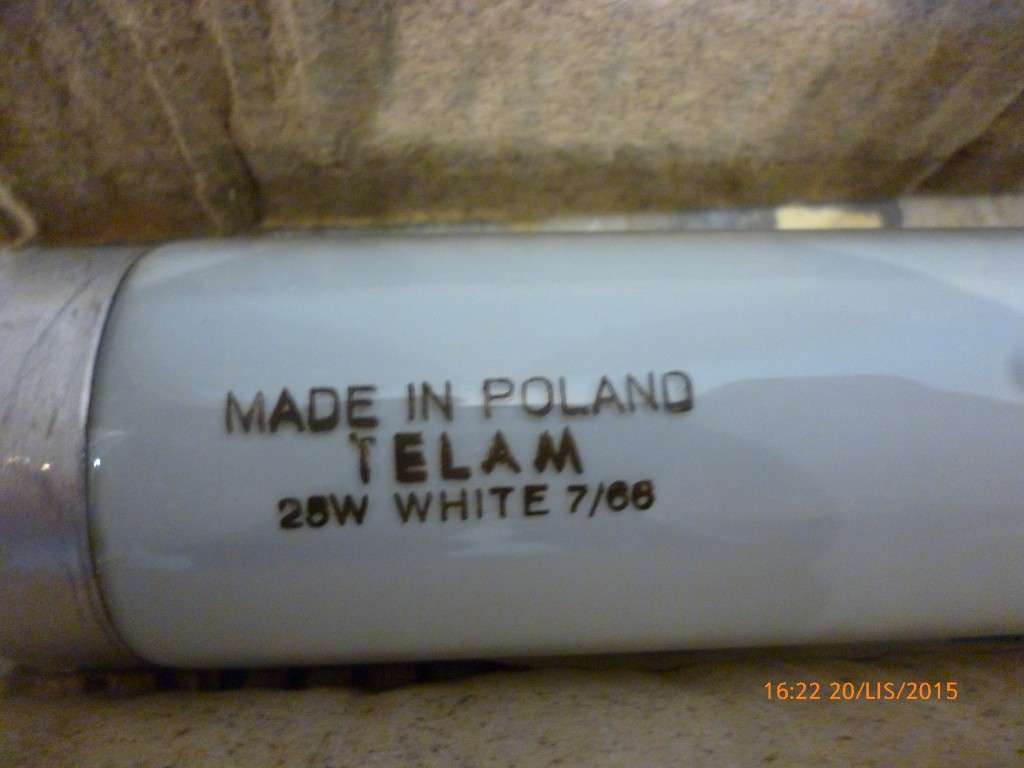 MADE IN POLAND
TELAM
25W WHITE 7/66
16:22 20/LIS/2015